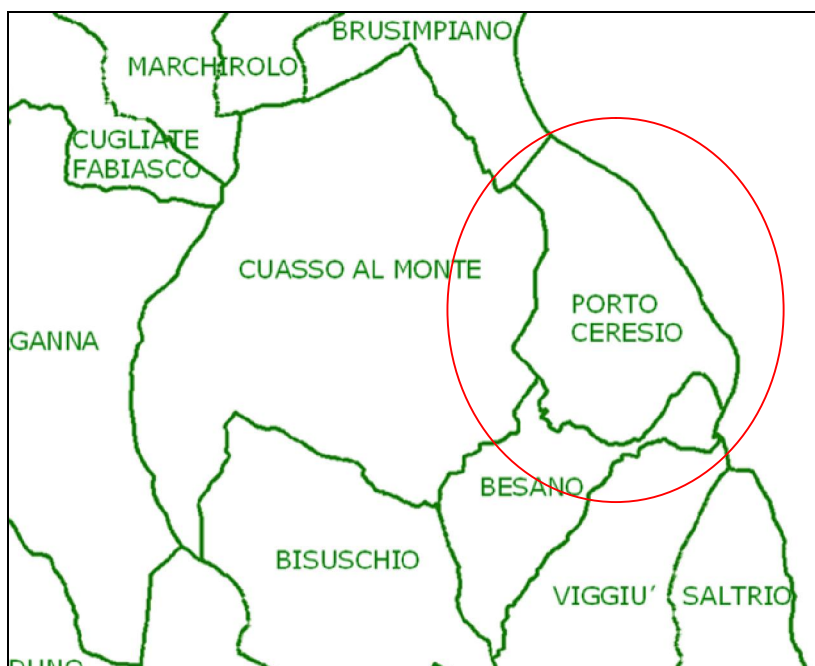 BRUSIMPIANO
MARCHIROLO
CUGLIATE
FABIASCO
CUASSO AL MONTE
PORTO
CERESIO
GANNA
BESANO
BISUSCHIO
VIGGIU´
SALTRIO